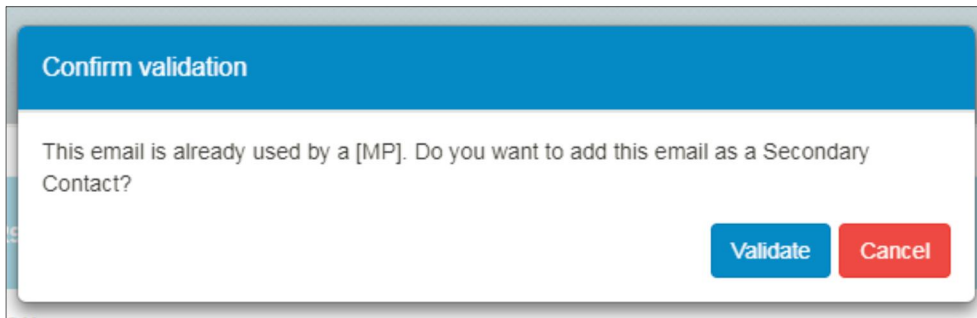 Confirm validation
This email is already used by a [MP]. Do you want to add this email as a Secondary
Contact?
Validate Cancel